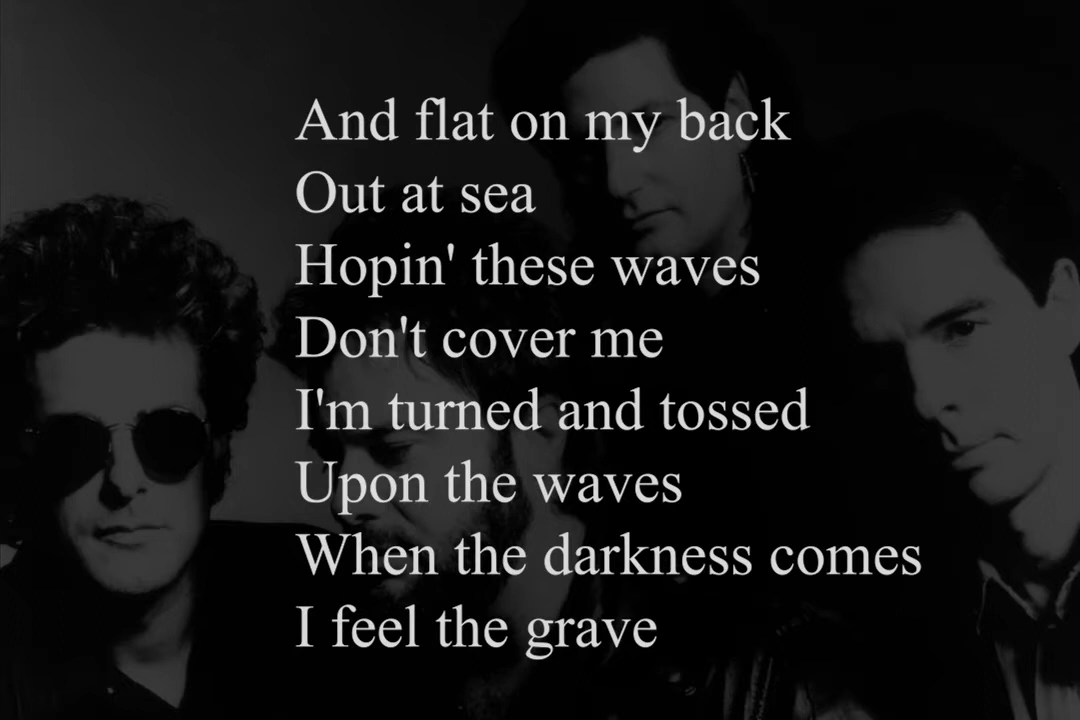 And flat on my back
Out at sea
Hopin' these waves
Don't cover me
I'm turned and tossed
Upon the waves
When the darkness comes
I feel the grave